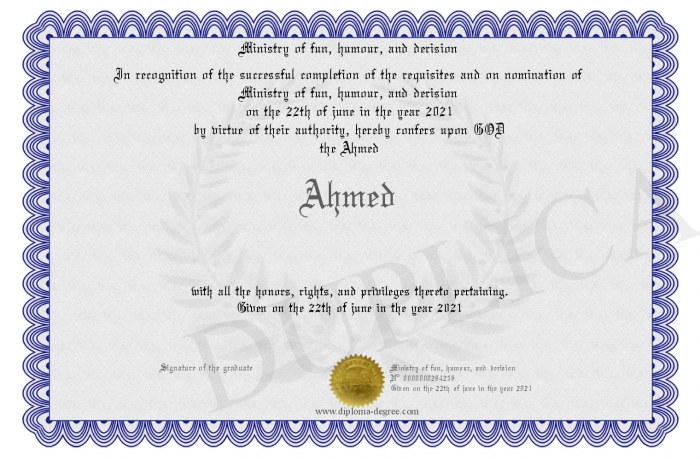 Ministry of fun, humour, and derision
In recognition of the successful completion of the requisites and on nomination of
Ministry of fun, humour, and derision
on the 22th of june in the year 2021
by virtue of their authority, hereby confers upon GOD
the Ahmed
Ahmed
with all the honors, rights, and privileges thereto pertaining.
Given on the 22th of june in the year 2021
Signature of the graduate
Ministry of fun, humour, and derision
N°
Given on the 22th of june in the year 2021
www.diploma-degree.com
DUPLICA